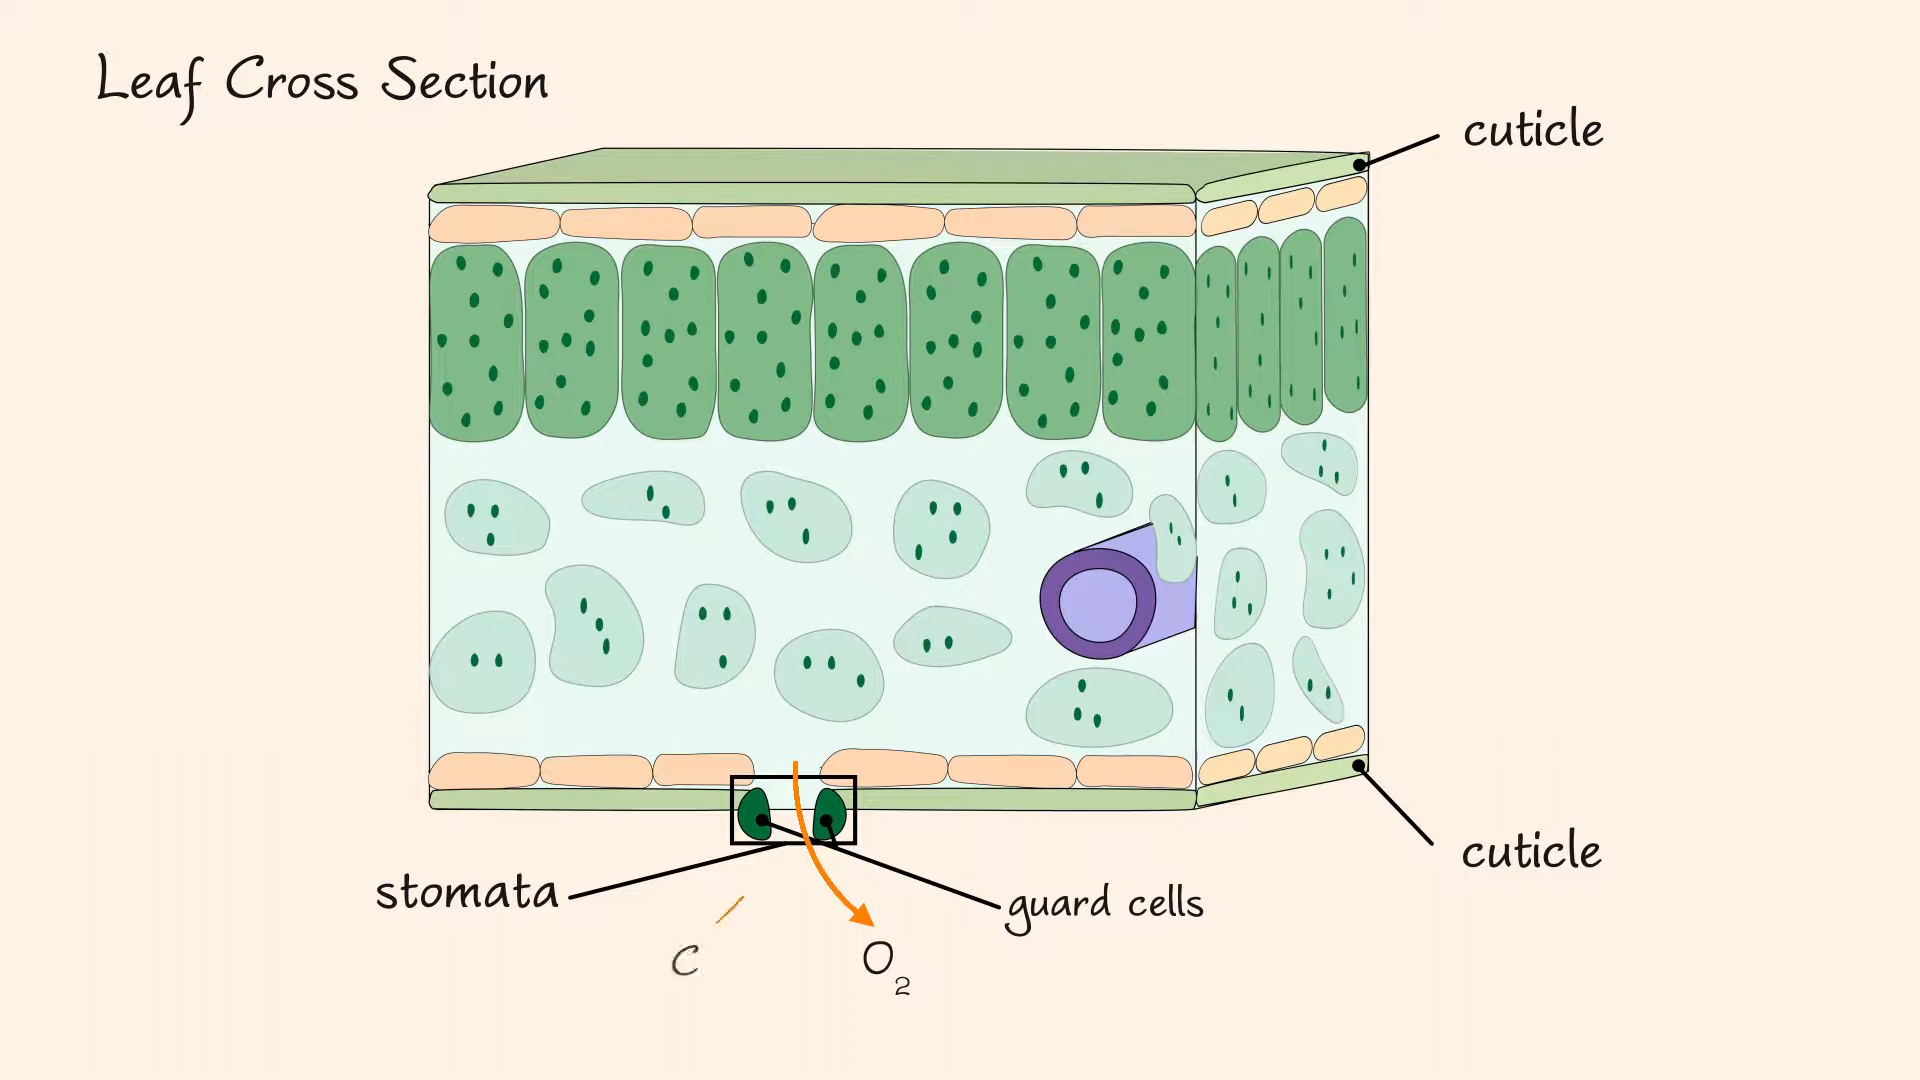 Leaf Cross Section
cuticle
cuticle
stomata
guard cells
C
O₂